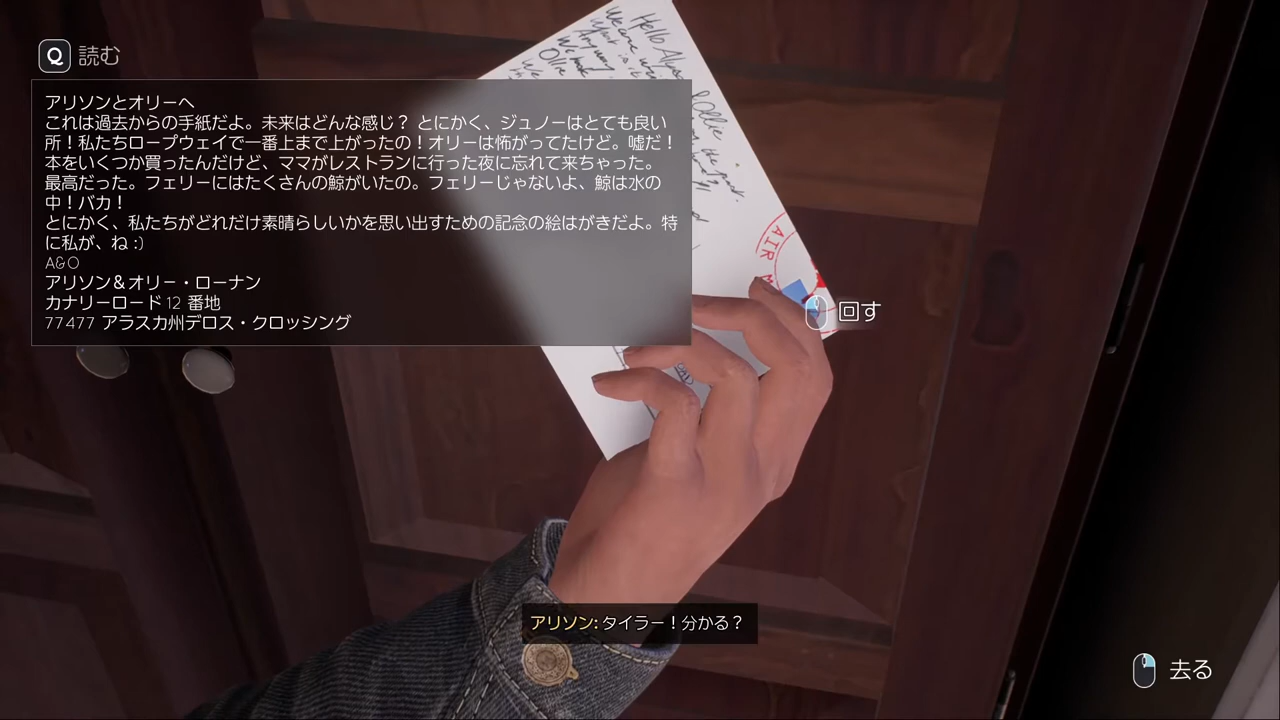 Q 読む
アリソンとオリーへ
これは過去からの手紙だよ。未来はどんな感じ? とにかく、ジュノーはとても良い
所!私たちロープウェイで一番上まで上がったの!オリーは怖がってたけど。嘘だ!
本をいくつか買ったんだけど、ママがレストランに行った夜に忘れて来ちゃった。
最高だった。フェリーにはたくさんの鯨がいたの。フェリーじゃないよ、鯨は水の
中!バカ!
とにかく、私たちがどれだけ素晴らしいかを思い出すための記念の絵はがきだよ。特
に私が、ね :)
A&O
アリソン&オリー・ローナン
カナリーロード 12 番地
77477 アラスカ州デロス・クロッシング
Hello
We are
Anyway
We
Ollie
We
Ollie
the past.
AIR
回す
アリソン: タイラー!分かる?
去る